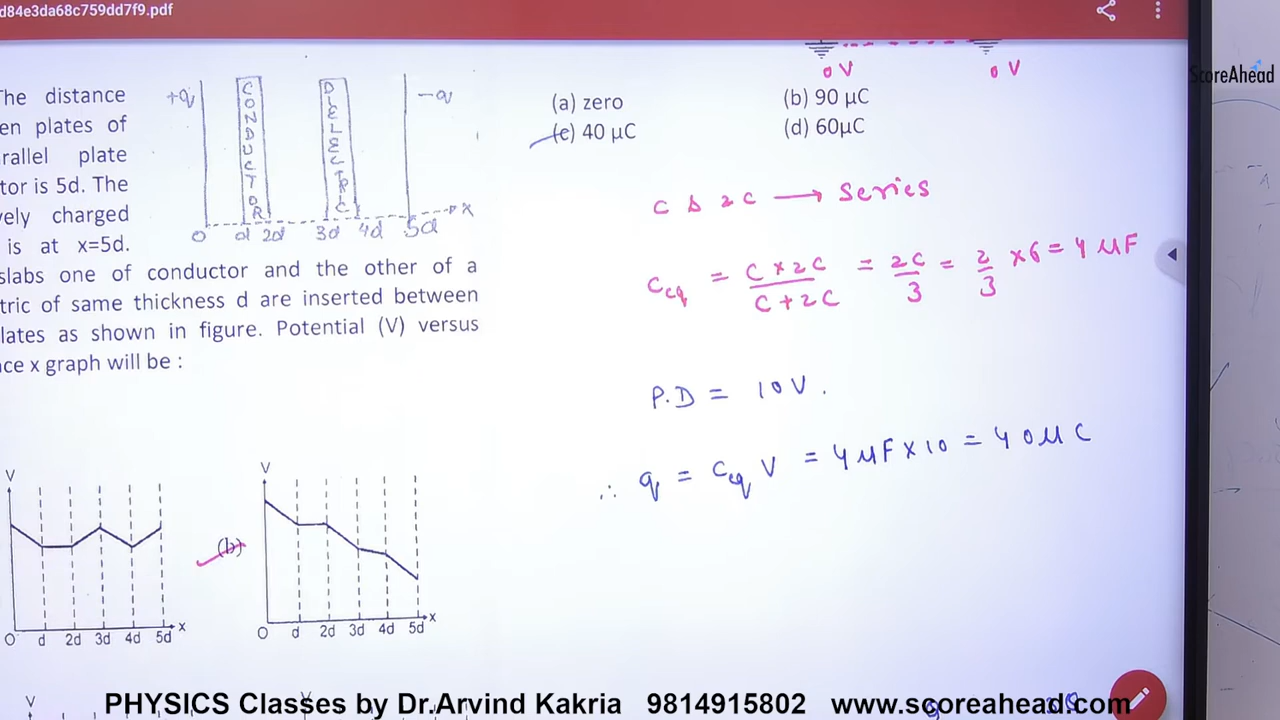 d84e3da68c759dd7f9.pdf
ScoreAhead
The distance
en plates of
rallel plate
tor is 5d. The
vely charged
is at x=5d.
slabs one of conductor and the other of a
tric of same thickness d are inserted between
lates as shown in figure. Potential (V) versus
nce x graph will be :
+q
CONDUCTOR
DIELECTRIC
-q
0 d 2d 3d 4d 5d x
V
O d 2d 3d 4d 5d x
(b)
V
O d 2d 3d 4d 5d x
V
0 V 0 V
(a) zero (b) 90 μC
(c) 40 μC (d) 60μC
C & 2C → Series
Ceq = C × 2C / C + 2C = 2C / 3 = 2 / 3 × 6 = 4 μF
P.D = 10 V.
∴ q = Ceq V = 4 μF × 10 = 40 μC
PHYSICS Classes by Dr.Arvind Kakria 9814915802 www.scoreahead.com